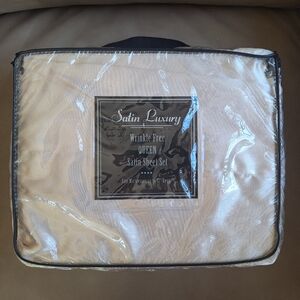 Satin Luxury
Wrinkle Free
QUEEN
Satin Sheet Set